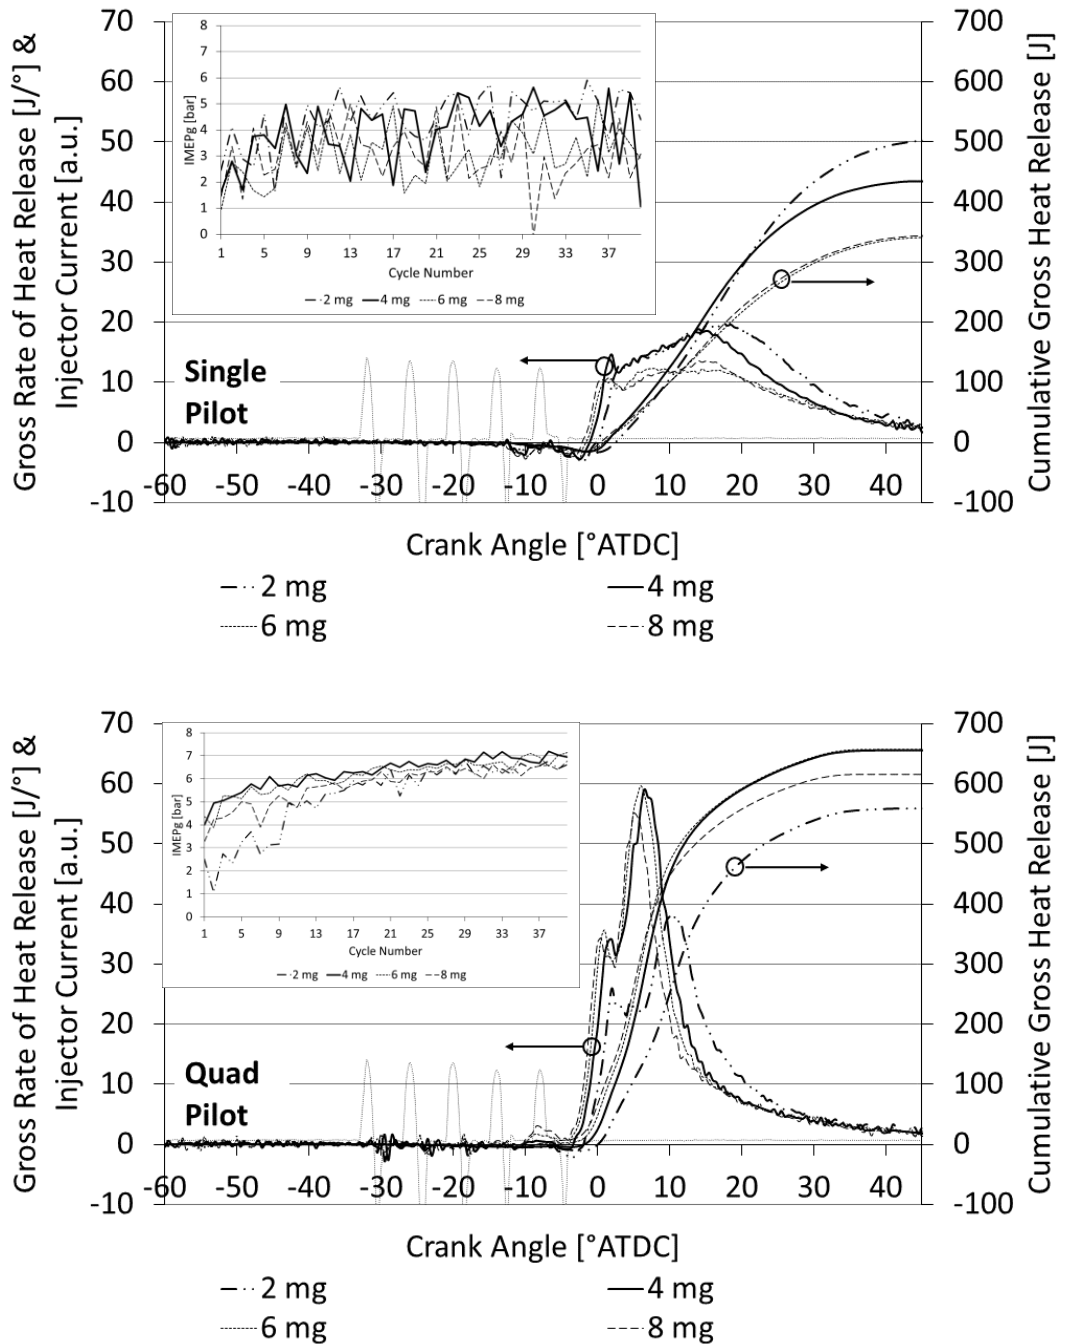 Gross Rate of Heat Release [J/°] &
Injector Current [a.u.]
70
60
50
40
30
20
10
0
-10
700
600
500
400
300
200
100
0
-100
Cumulative Gross Heat Release [J]
8
7
6
5
4
3
2
1
0
IMEPg [bar]
1 5 9 13 17 21 25 29 33 37
Cycle Number
2 mg 4 mg 6 mg 8 mg
Single
Pilot
-60 -50 -40 -30 -20 -10 0 10 20 30 40
Crank Angle [°ATDC]
2 mg 4 mg
6 mg 8 mg
Gross Rate of Heat Release [J/°] &
Injector Current [a.u.]
70
60
50
40
30
20
10
0
-10
700
600
500
400
300
200
100
0
-100
Cumulative Gross Heat Release [J]
8
7
6
5
4
3
2
1
0
IMEPg [bar]
1 5 9 13 17 21 25 29 33 37
Cycle Number
2 mg 4 mg 6 mg 8 mg
Quad
Pilot
-60 -50 -40 -30 -20 -10 0 10 20 30 40
Crank Angle [°ATDC]
2 mg 4 mg
6 mg 8 mg